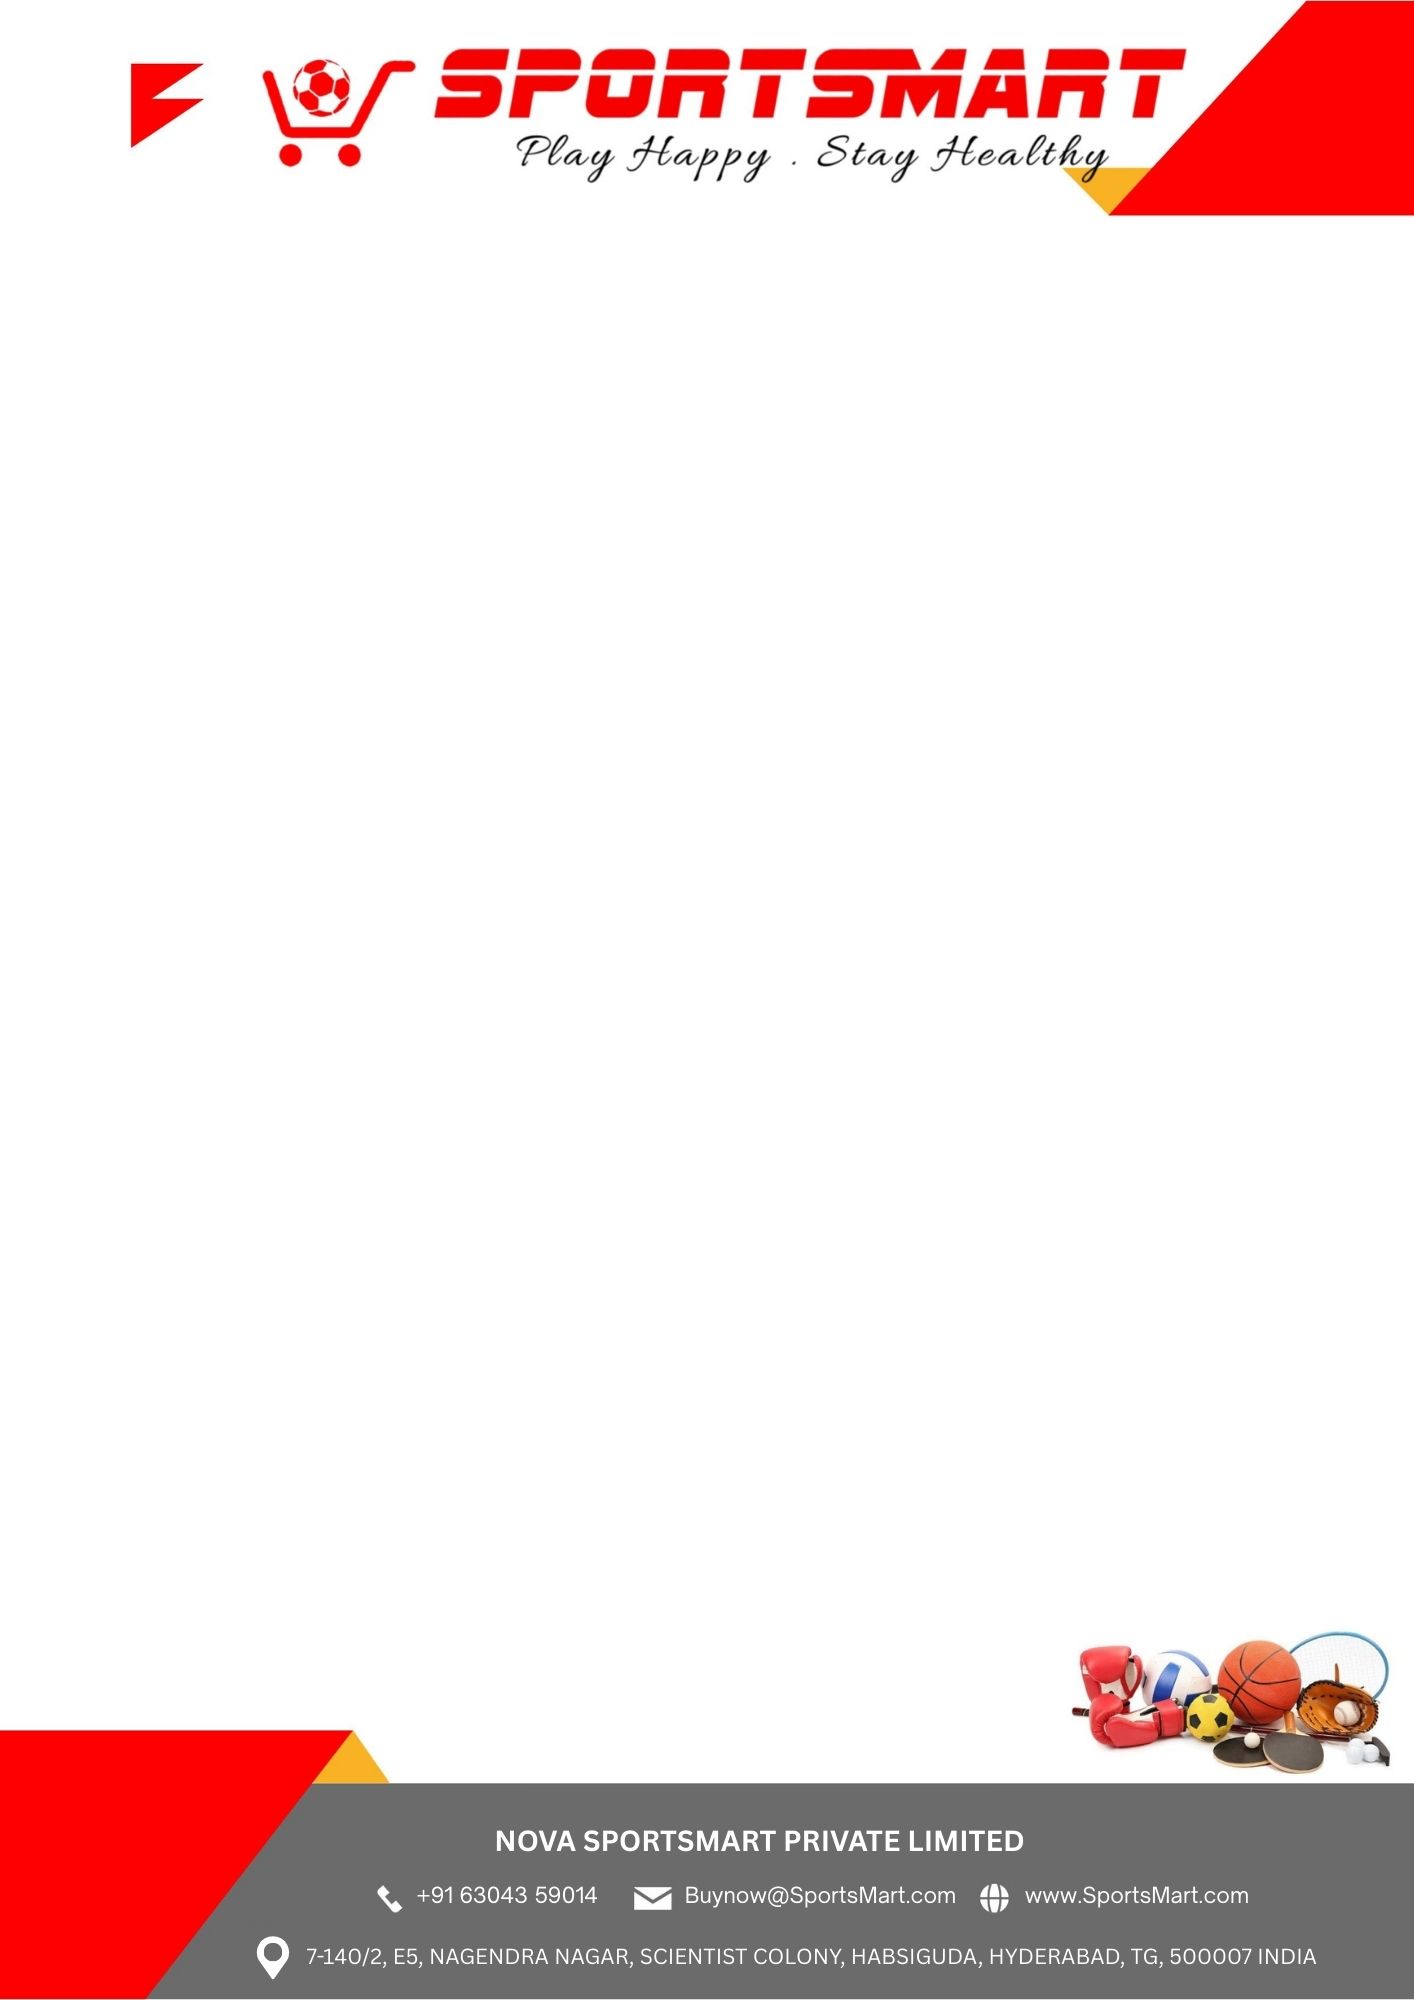 SPORTSMART
Play Happy . Stay Healthy
NOVA SPORTSMART PRIVATE LIMITED
+91 63043 59014 Buynow@SportsMart.com www.SportsMart.com
7-140/2, E5, NAGENDRA NAGAR, SCIENTIST COLONY, HABSIGUDA, HYDERABAD, TG, 500007 INDIA